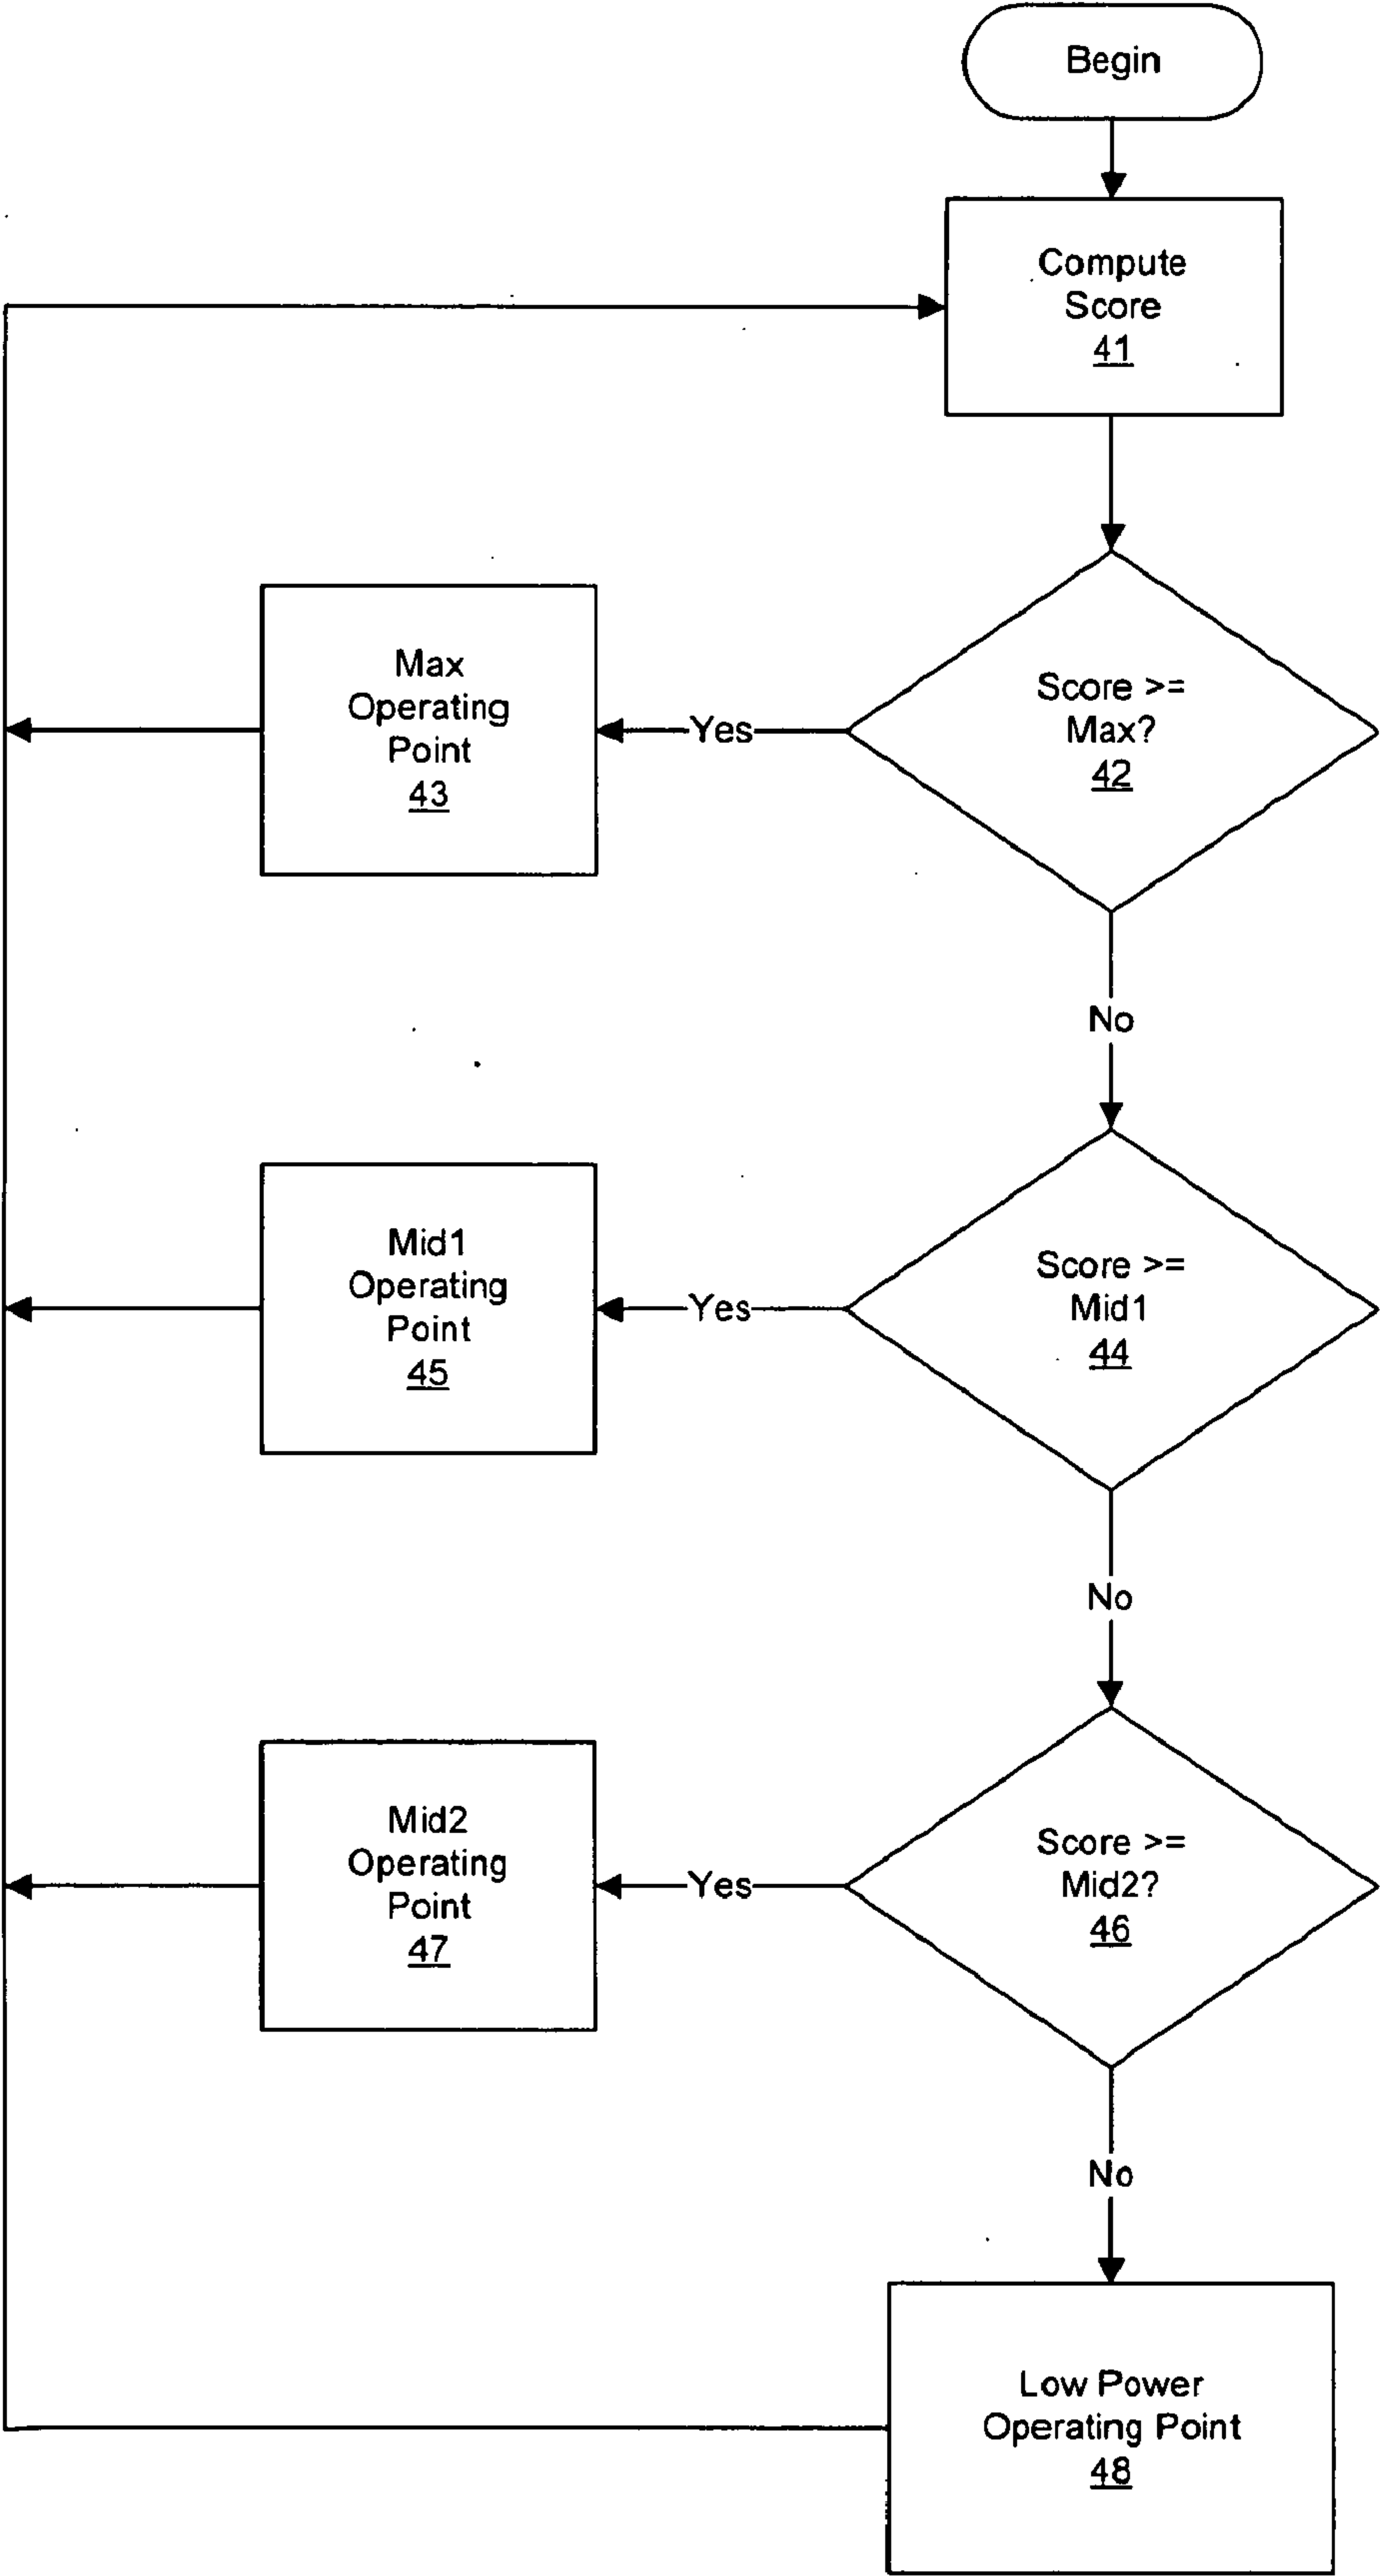 Begin
Compute
Score
41
Score >=
Max?
42
Yes
Max
Operating
Point
43
No
Score >=
Mid1
44
Yes
Mid1
Operating
Point
45
No
Score >=
Mid2?
46
Yes
Mid2
Operating
Point
47
No
Low Power
Operating Point
48